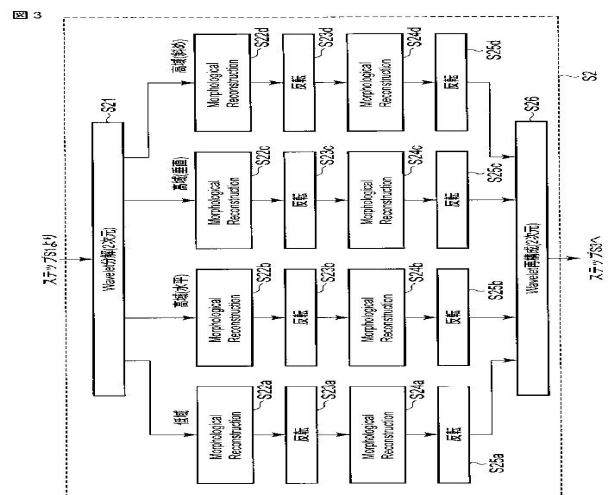 図 3
ステップS1より
Wavelet分解(2次元)
S21
低域
高域(水平)
高域(垂直)
高域(斜め)
Morphological
Reconstruction
S22a
Morphological
Reconstruction
S22b
Morphological
Reconstruction
S22c
Morphological
Reconstruction
S22d
反転
S23a
反転
S23b
反転
S23c
反転
S23d
Morphological
Reconstruction
S24a
Morphological
Reconstruction
S24b
Morphological
Reconstruction
S24c
Morphological
Reconstruction
S24d
反転
S25a
反転
S25b
反転
S25c
反転
S25d
Wavelet再構成(2次元)
S26
S2
ステップS3へ